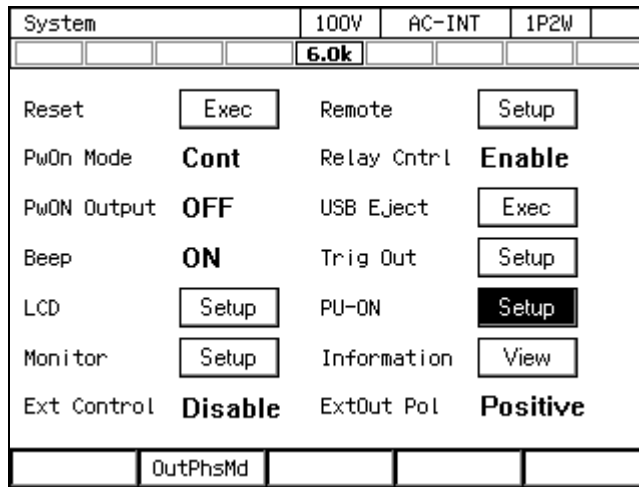 System 100V AC-INT 1P2W
6.0k
Reset Exec Remote Setup
PwOn Mode Cont Relay Cntrl Enable
PwON Output OFF USB Eject Exec
Beep ON Trig Out Setup
LCD Setup PU-ON Setup
Monitor Setup Information View
Ext Control Disable ExtOut Pol Positive
OutPhsMd